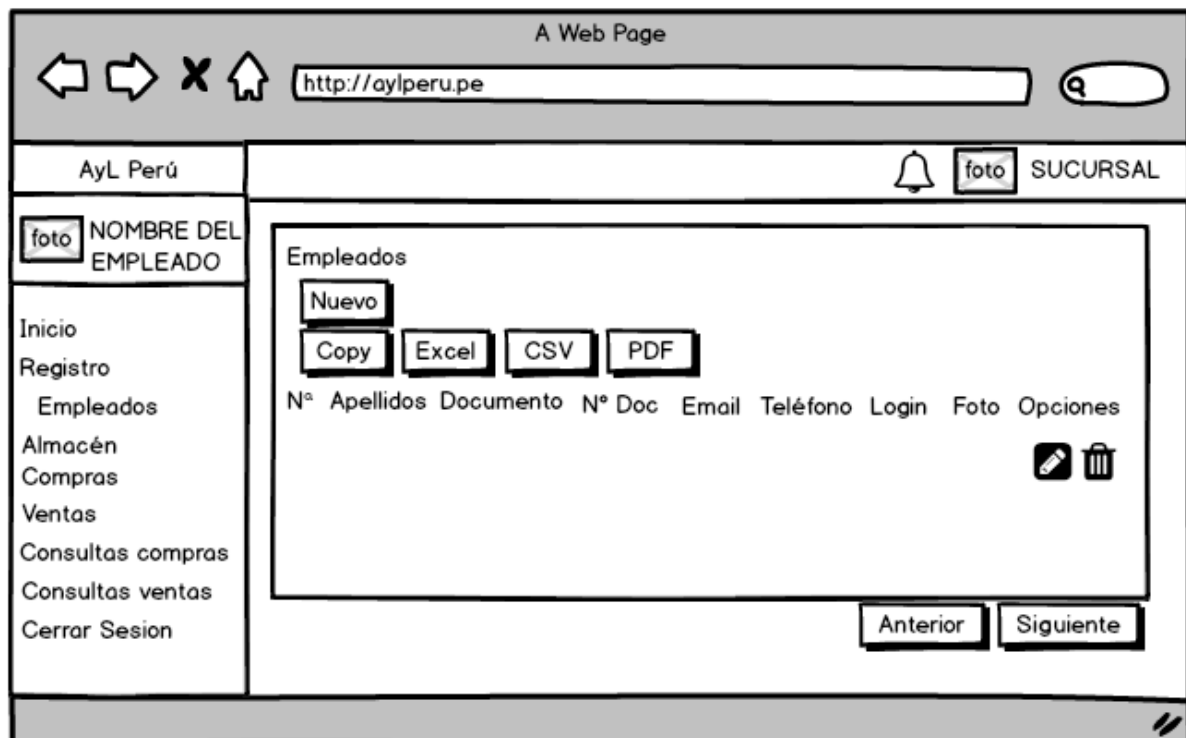 A Web Page
http://aylperu.pe
AyL Perú
foto SUCURSAL
foto NOMBRE DEL
EMPLEADO
Inicio
Registro
Empleados
Almacén
Compras
Ventas
Consultas compras
Consultas ventas
Cerrar Sesion
Empleados
Nuevo
Copy Excel CSV PDF
Nª Apellidos Documento N° Doc Email Teléfono Login Foto Opciones
Anterior Siguiente